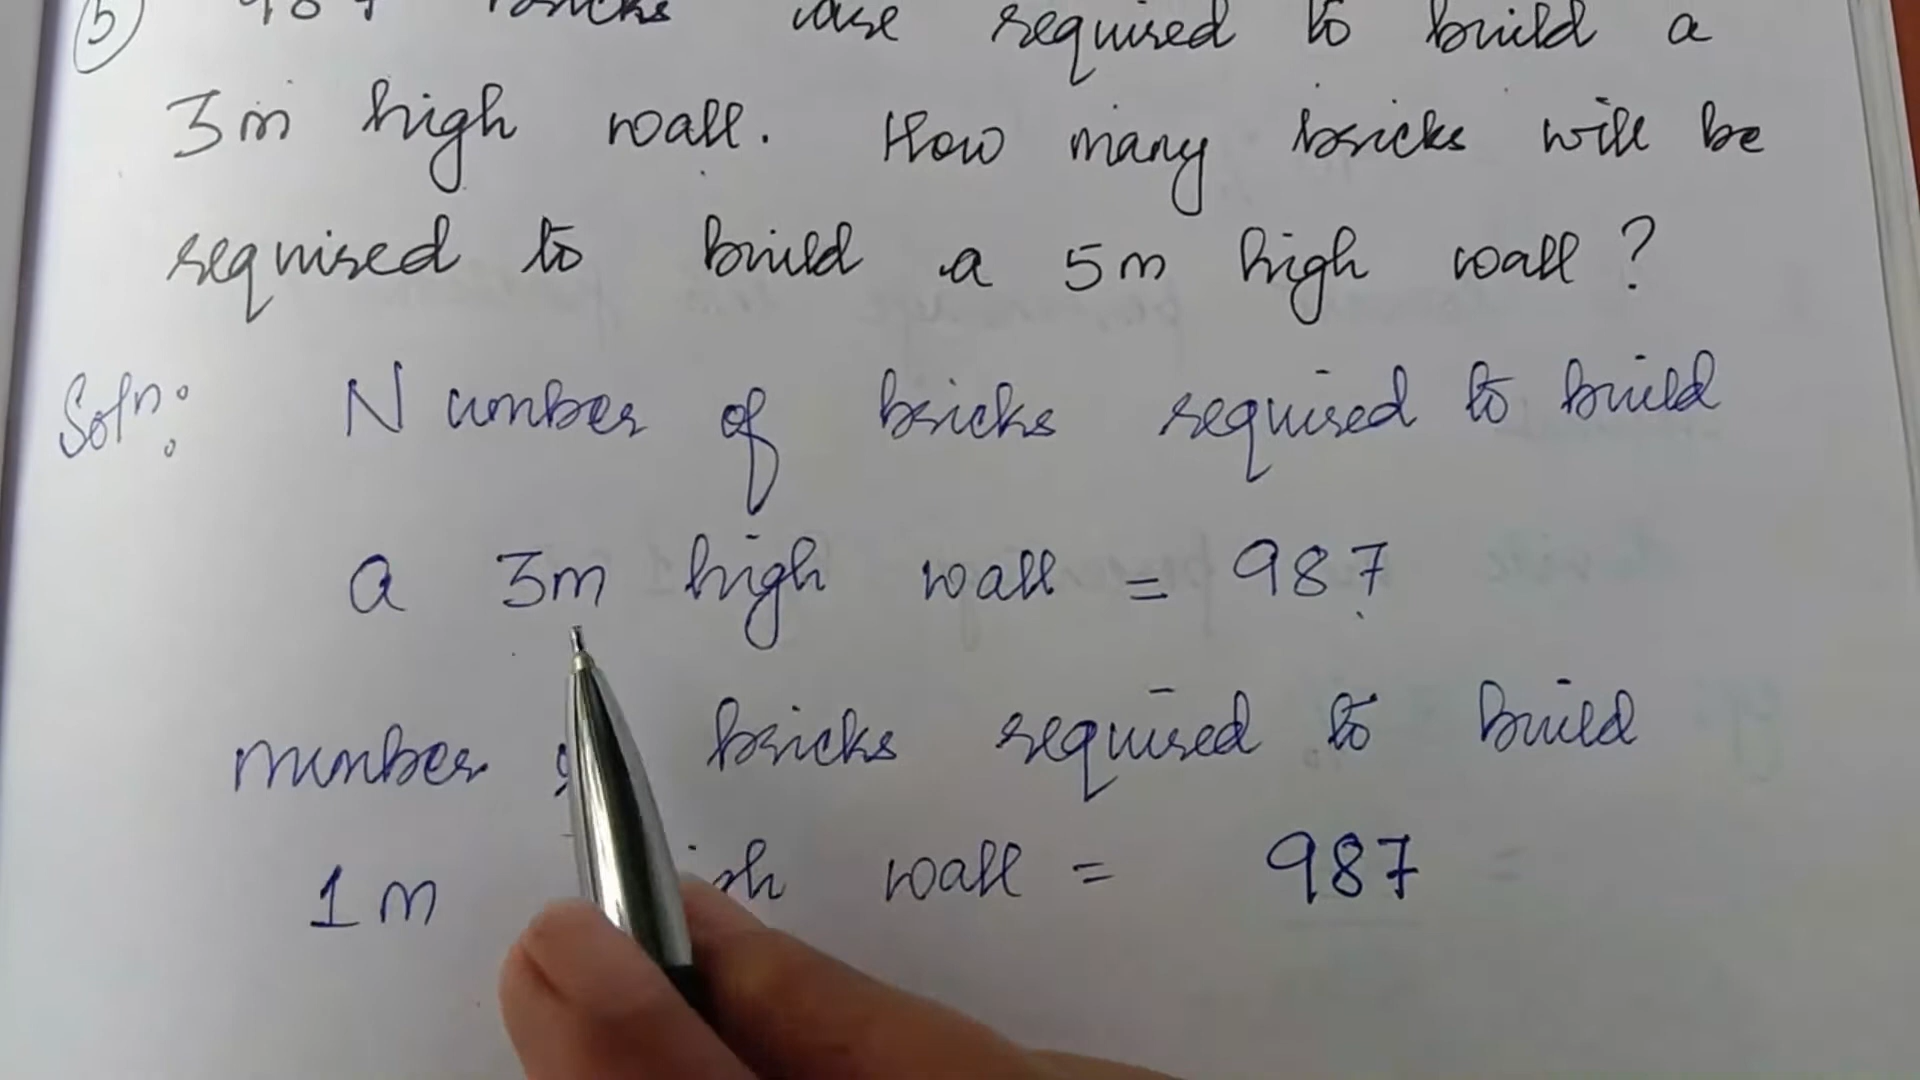 5 987 bricks are required to build a
3m high wall. How many bricks will be
required to build a 5m high wall?
Soln: Number of bricks required to build
a 3m high wall = 987
number bricks required to build
1m wall = 987